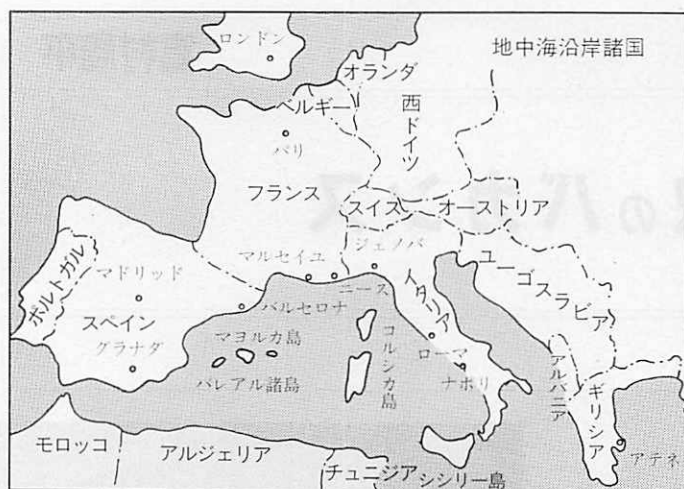 ロンドン
地中海沿岸諸国
オランダ
ベルギー
西ドイツ
パリ
フランス
スイス
オーストリア
マルセイユ
ジェノバ
ユーゴスラビア
ポルトガル
マドリッド
ニース
イタリア
バルセロナ
スペイン
マヨルカ島
コルシカ島
ローマ
グラナダ
バレアル諸島
ナポリ
アルバニア
ギリシア
アテネ
モロッコ
アルジェリア
チュニジア
シシリー島
のバカンス